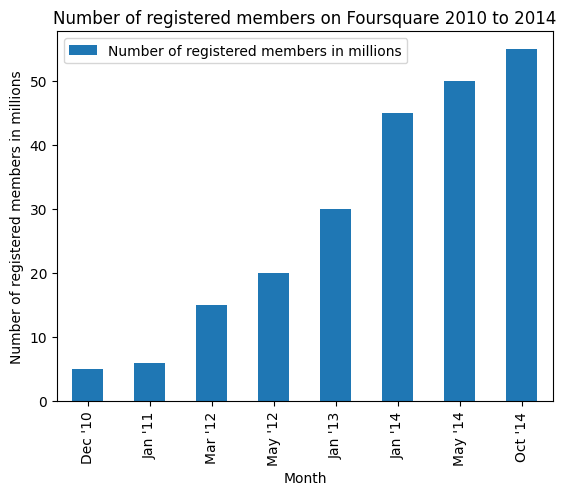 Number of registered members on Foursquare 2010 to 2014
Number of registered members in millions
Number of registered members in millions
50
40
30
20
10
0
Dec '10
Jan '11
Mar '12
May '12
Jan '13
Jan '14
May '14
Oct '14
Month